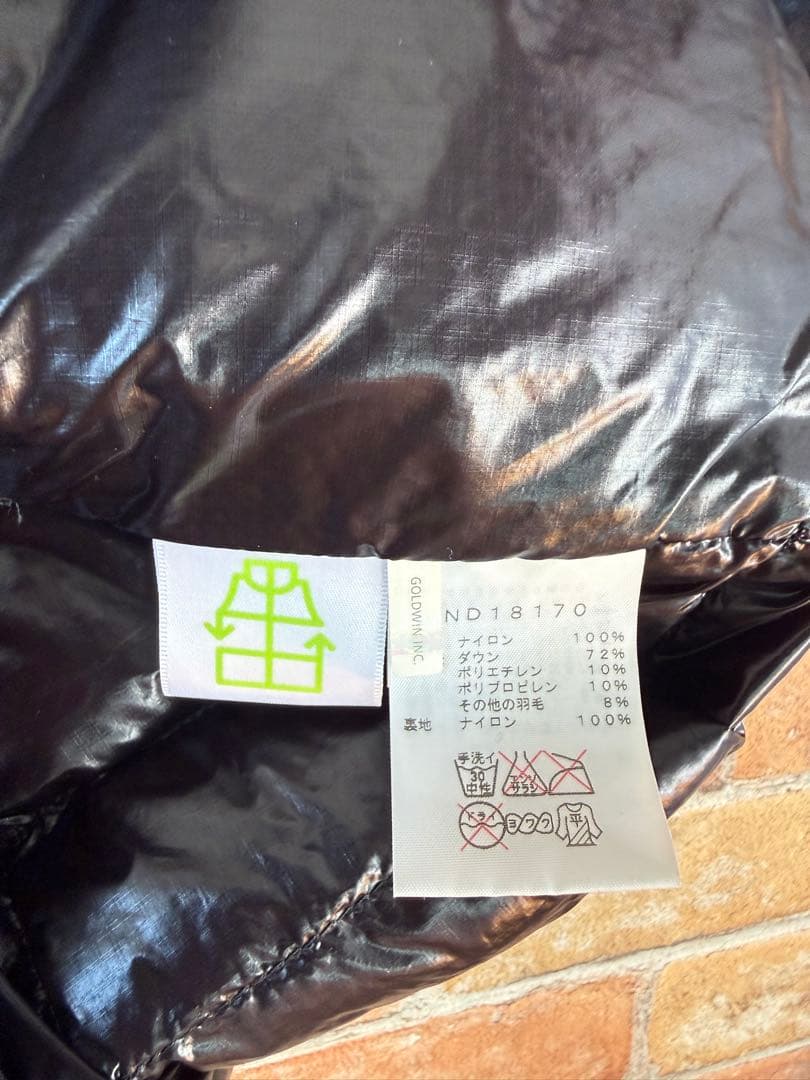 GOLDWIN INC.
ND18170
ナイロン 100%
ダウン 72%
ポリエチレン 10%
ポリプロピレン 10%
その他の羽毛 8%
裏地 ナイロン 100%
手洗イ
30
中性
エンソ
サラシ
ドライ
ヨワク
平